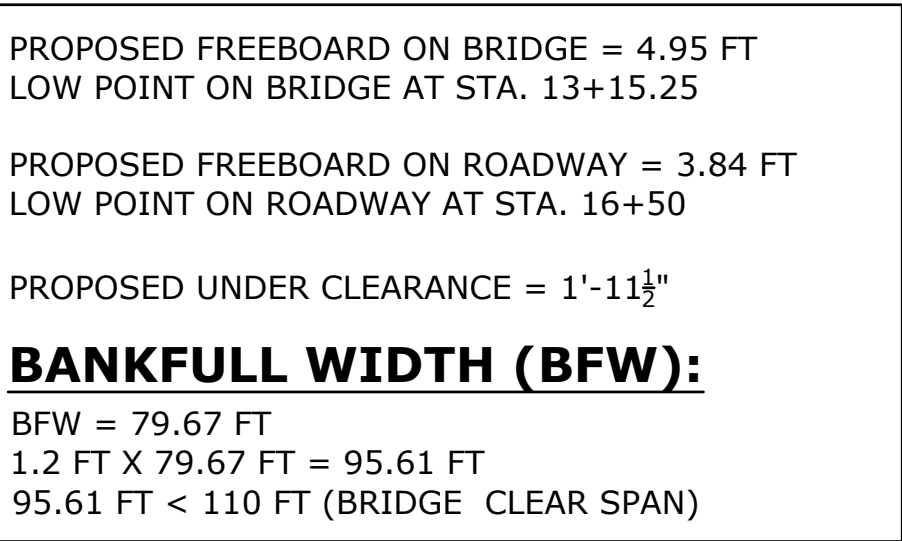 PROPOSED FREEBOARD ON BRIDGE = 4.95 FT
LOW POINT ON BRIDGE AT STA. 13+15.25
PROPOSED FREEBOARD ON ROADWAY = 3.84 FT
LOW POINT ON ROADWAY AT STA. 16+50
PROPOSED UNDER CLEARANCE = 1'-11½"
BANKFULL WIDTH (BFW):
BFW = 79.67 FT
1.2 FT X 79.67 FT = 95.61 FT
95.61 FT < 110 FT (BRIDGE CLEAR SPAN)